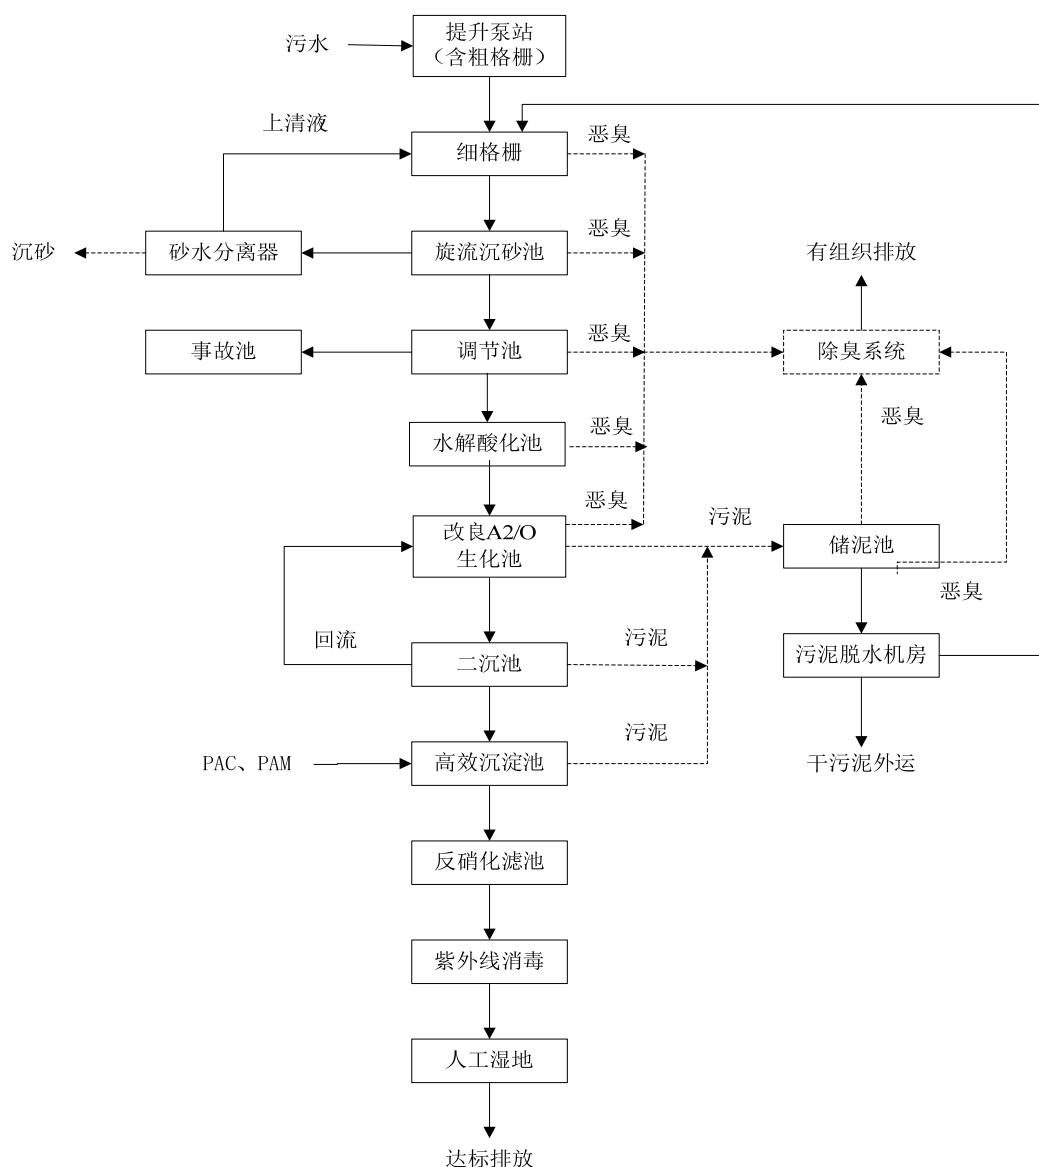 提升泵站
（含粗格栅）
污水
上清液
细格栅
恶臭
沉砂
砂水分离器
旋流沉砂池
恶臭
有组织排放
事故池
调节池
恶臭
除臭系统
水解酸化池
恶臭
恶臭
恶臭
改良A2/O
生化池
污泥
储泥池
恶臭
回流
二沉池
污泥
污泥脱水机房
PAC、PAM
高效沉淀池
污泥
干污泥外运
反硝化滤池
紫外线消毒
人工湿地
达标排放